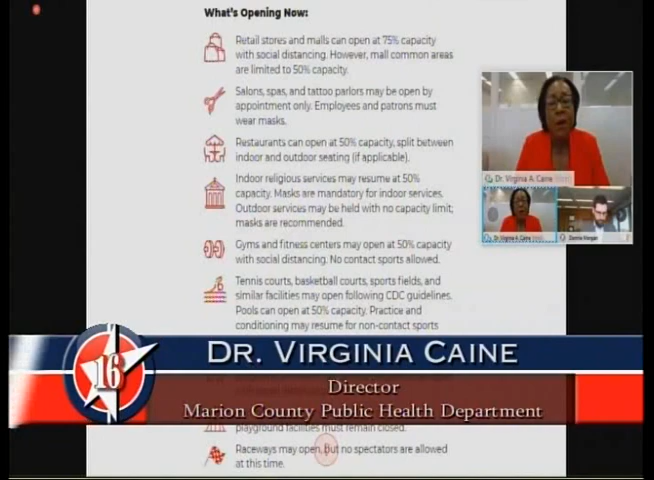 What's Opening Now:
Retail stores and malls can open at 75% capacity
with social distancing. However, mall common areas
are limited to 50% capacity.
Salons, spas, and tattoo parlors may be open by
appointment only. Employees and patrons must
wear masks.
Restaurants can open at 50% capacity, split between
indoor and outdoor seating (if applicable).
Indoor religious services may resume at 50%
capacity. Masks are mandatory for indoor services.
Outdoor services may be held with no capacity limit;
masks are recommended.
Gyms and fitness centers may open at 50% capacity
with social distancing. No contact sports allowed.
Tennis courts, basketball courts, sports fields, and
similar facilities may open following CDC guidelines.
Pools can open at 50% capacity. Practice and
conditioning may resume for non-contact sports
playground facilities must remain closed.
Raceways may open, but no spectators are allowed
at this time.
Dr. Virginia A. Caine
Dr. Virginia A. Caine
16
DR. VIRGINIA CAINE
Director
Marion County Public Health Department